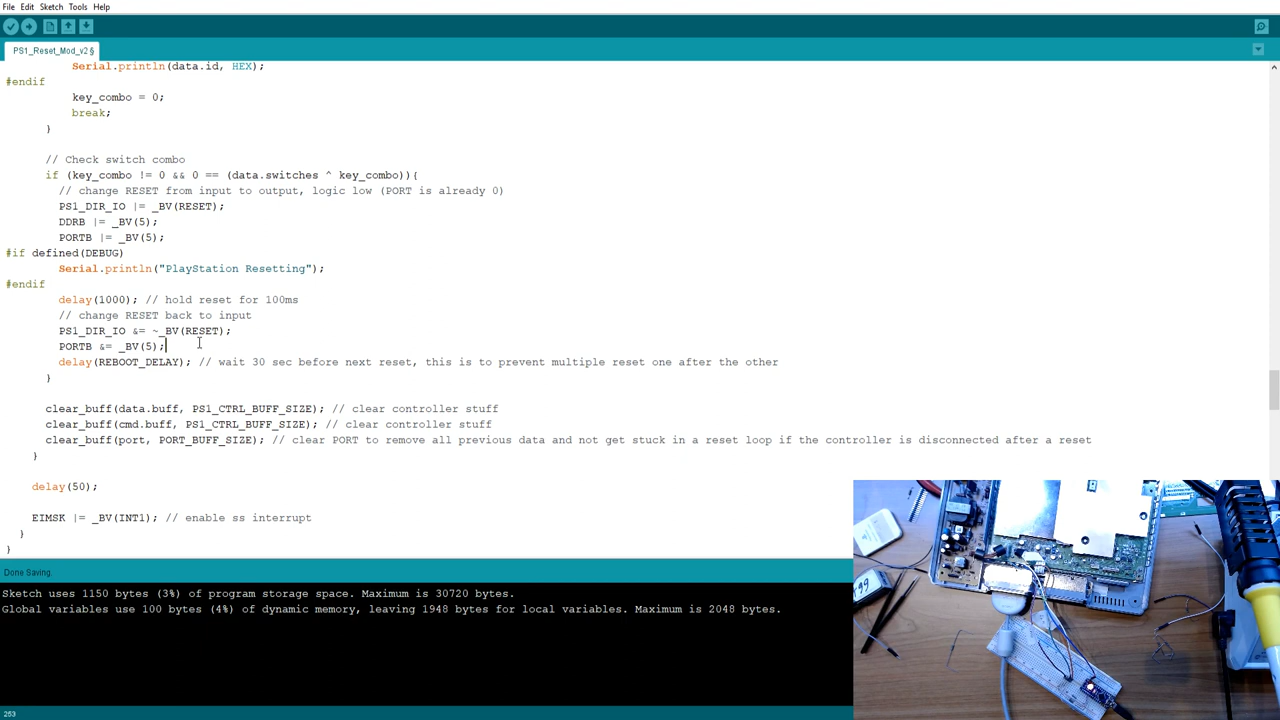 File Edit Sketch Tools Help
PS1_Reset_Mod_v2 §
Serial.println(data.id, HEX);
#endif
key_combo = 0;
break;
}
// Check switch combo
if (key_combo != 0 && 0 == (data.switches ^ key_combo)){
// change RESET from input to output, logic low (PORT is already 0)
PS1_DIR_IO |= _BV(RESET);
DDRB |= _BV(5);
PORTB |= _BV(5);
#if defined(DEBUG)
Serial.println("PlayStation Resetting");
#endif
delay(1000); // hold reset for 100ms
// change RESET back to input
PS1_DIR_IO &= ~_BV(RESET);
PORTB &= _BV(5);
delay(REBOOT_DELAY); // wait 30 sec before next reset, this is to prevent multiple reset one after the other
}
clear_buff(data.buff, PS1_CTRL_BUFF_SIZE); // clear controller stuff
clear_buff(cmd.buff, PS1_CTRL_BUFF_SIZE); // clear controller stuff
clear_buff(port, PORT_BUFF_SIZE); // clear PORT to remove all previous data and not get stuck in a reset loop if the controller is disconnected after a reset
}
delay(50);
EIMSK |= _BV(INT1); // enable ss interrupt
}
}
Done Saving.
Sketch uses 1150 bytes (3%) of program storage space. Maximum is 30720 bytes.
Global variables use 100 bytes (4%) of dynamic memory, leaving 1948 bytes for local variables. Maximum is 2048 bytes.
253